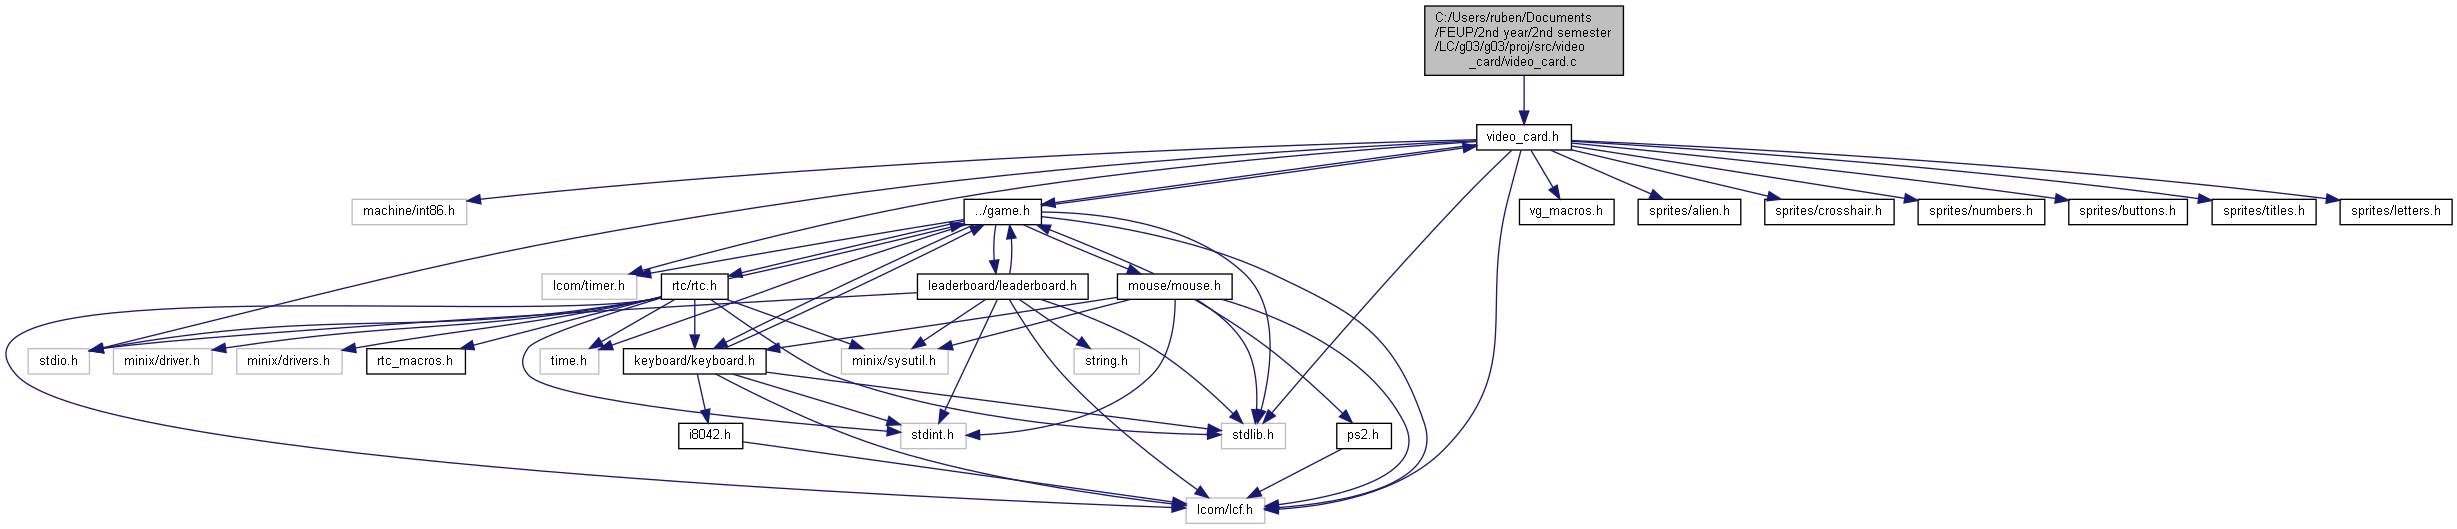 C:/Users/ruben/Documents
/FEUP/2nd year/2nd semester
/LC/g03/g03/proj/src/video
_card/video_card.c
video_card.h
machine/int86.h
../game.h
vg_macros.h
sprites/alien.h
sprites/crosshair.h
sprites/numbers.h
sprites/buttons.h
sprites/titles.h
sprites/letters.h
lcom/timer.h
rtc/rtc.h
leaderboard/leaderboard.h
mouse/mouse.h
stdio.h
minix/driver.h
minix/drivers.h
rtc_macros.h
time.h
keyboard/keyboard.h
minix/sysutil.h
string.h
i8042.h
stdint.h
stdlib.h
ps2.h
lcom/lcf.h